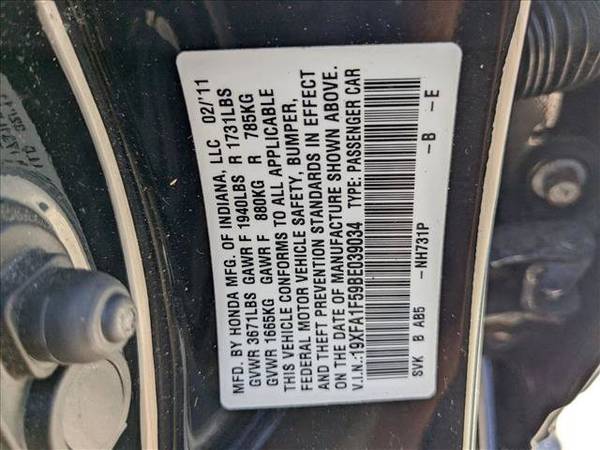 MFD. BY HONDA MFG. OF INDIANA, LLC 02/'11
GVWR 3671LBS GAWR F 1940LBS R 1731LBS
GVWR 1665KG GAWR F 880KG R 785KG
THIS VEHICLE CONFORMS TO ALL APPLICABLE
FEDERAL MOTOR VEHICLE SAFETY, BUMPER,
AND THEFT PREVENTION STANDARDS IN EFFECT
ON THE DATE OF MANUFACTURE SHOWN ABOVE.
V.I.N.:19XFA1F59BE039034 TYPE: PASSENGER CAR
SVK B AB5 -NH731P -B -E